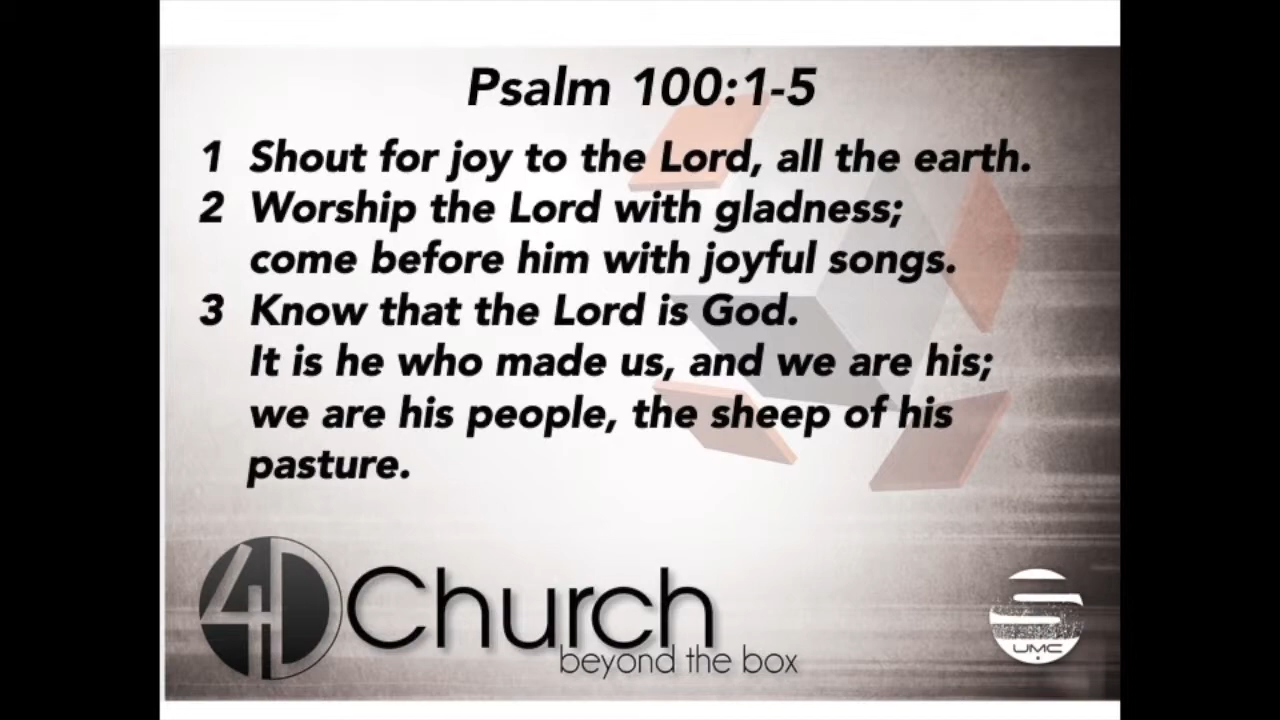 Psalm 100:1-5
1 Shout for joy to the Lord, all the earth.
2 Worship the Lord with gladness;
come before him with joyful songs.
3 Know that the Lord is God.
It is he who made us, and we are his;
we are his people, the sheep of his
pasture.
4D Church
beyond the box
S
UMC